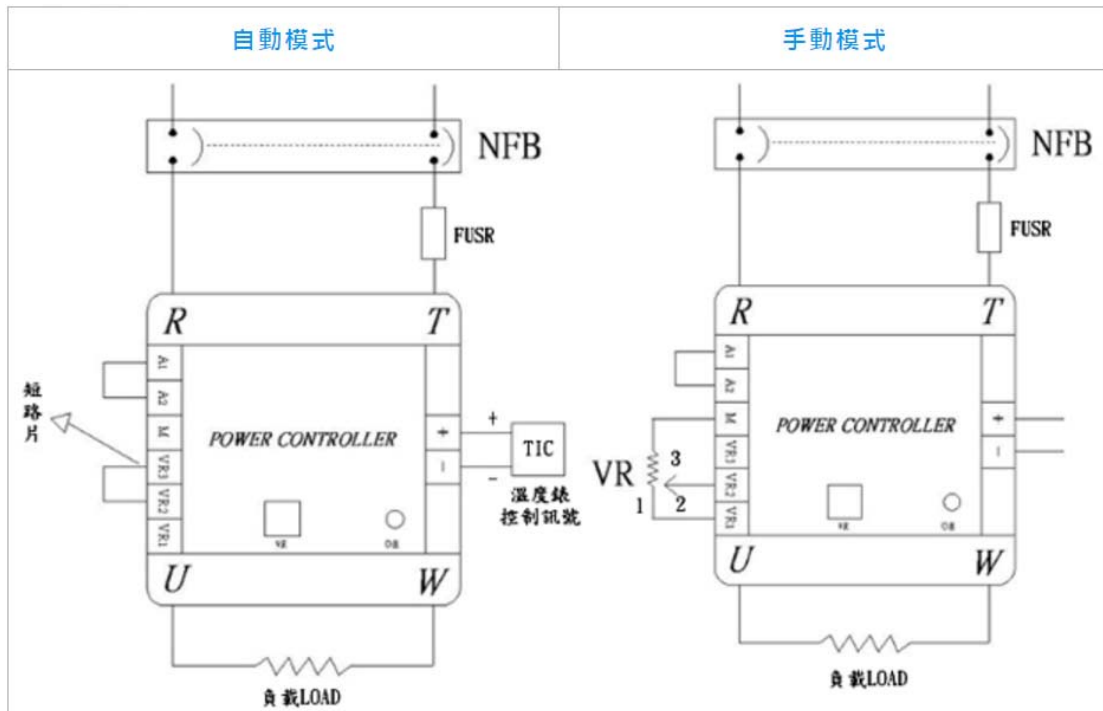 自動模式
手動模式
NFB
FUSR
R
T
A1
A2
M
VR3
VR2
VR1
短路片
POWER CONTROLLER
+
-
+
-
TIC
溫度錶
控制訊號
VR
U
W
負載LOAD
NFB
FUSR
R
T
A1
A2
M
VR3
VR2
VR1
VR
3
2
1
POWER CONTROLLER
+
-
VR
U
W
負載LOAD